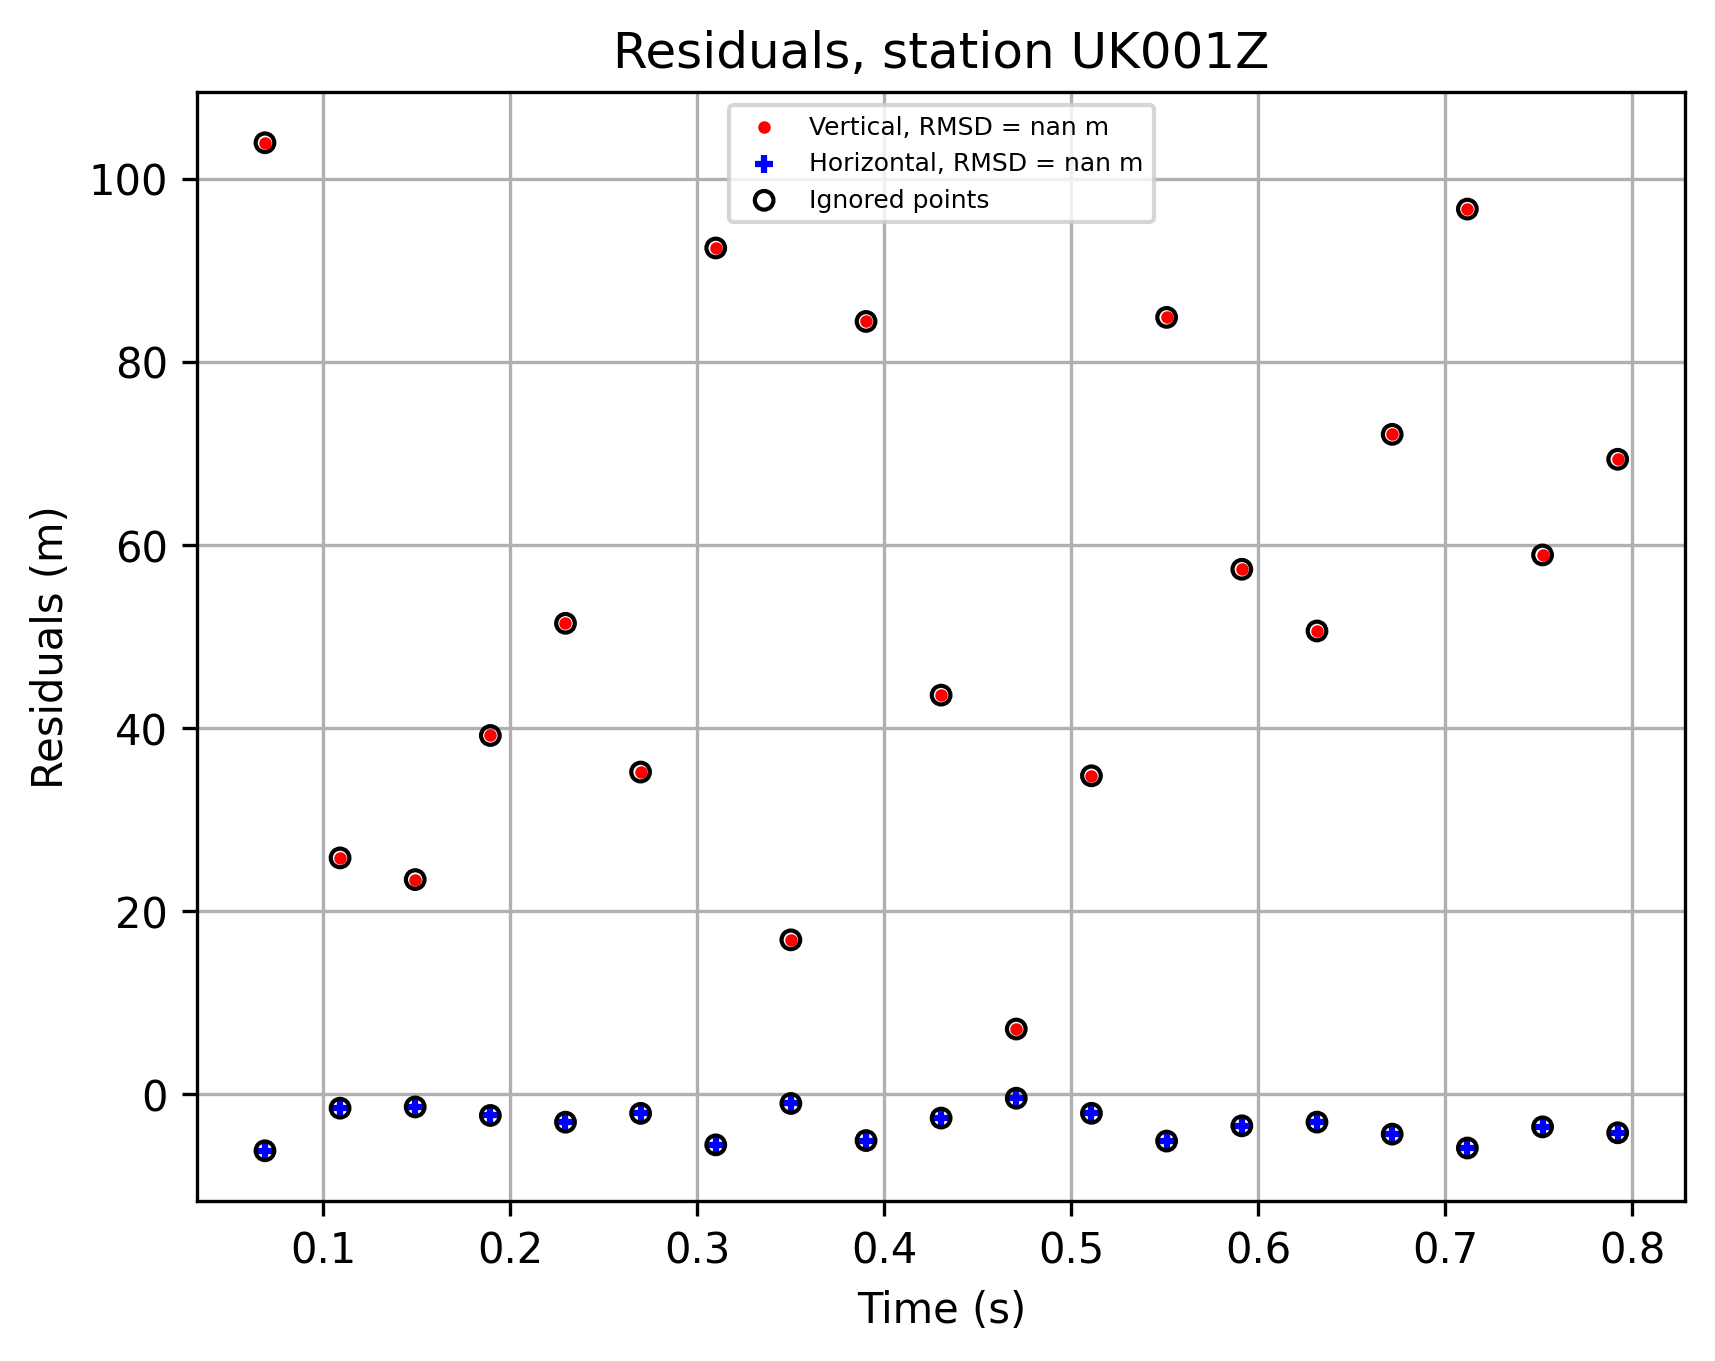 Residuals, station UK001Z
Vertical, RMSD = nan m
Horizontal, RMSD = nan m
Ignored points
100
80
60
40
20
0
Residuals (m)
0.1 0.2 0.3 0.4 0.5 0.6 0.7 0.8
Time (s)